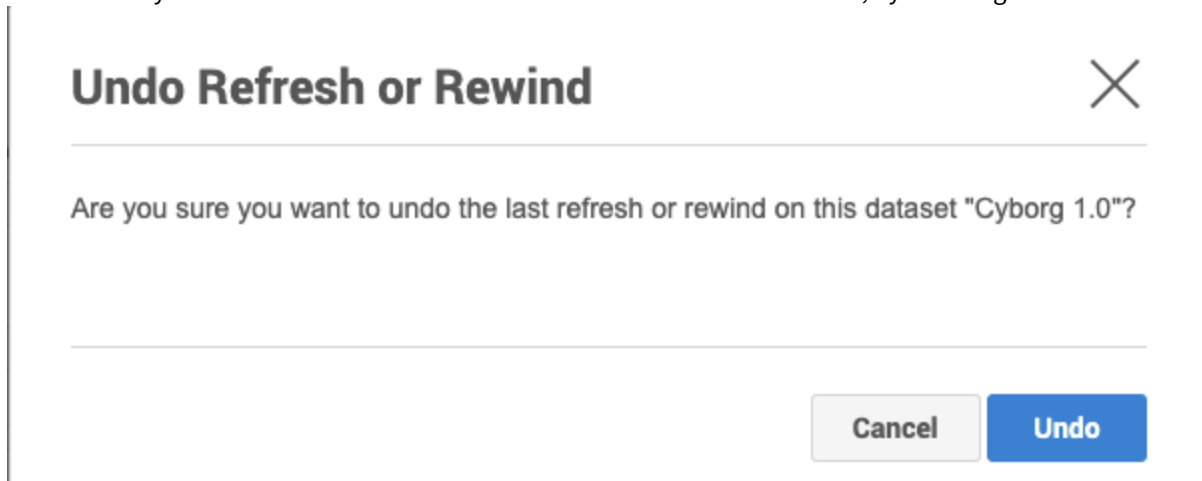 Undo Refresh or Rewind
Are you sure you want to undo the last refresh or rewind on this dataset "Cyborg 1.0"?
Cancel
Undo